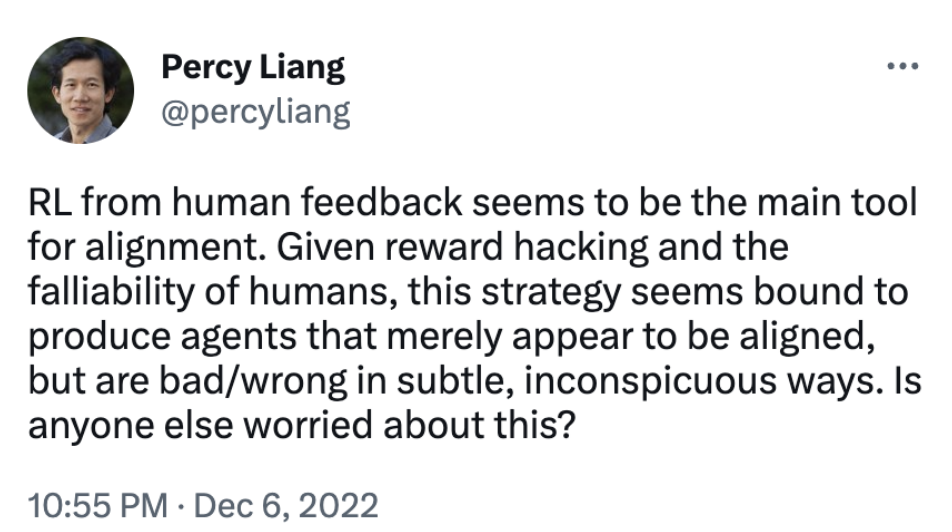 Percy Liang
@percyliang
RL from human feedback seems to be the main tool
for alignment. Given reward hacking and the
falliability of humans, this strategy seems bound to
produce agents that merely appear to be aligned,
but are bad/wrong in subtle, inconspicuous ways. Is
anyone else worried about this?
10:55 PM · Dec 6, 2022